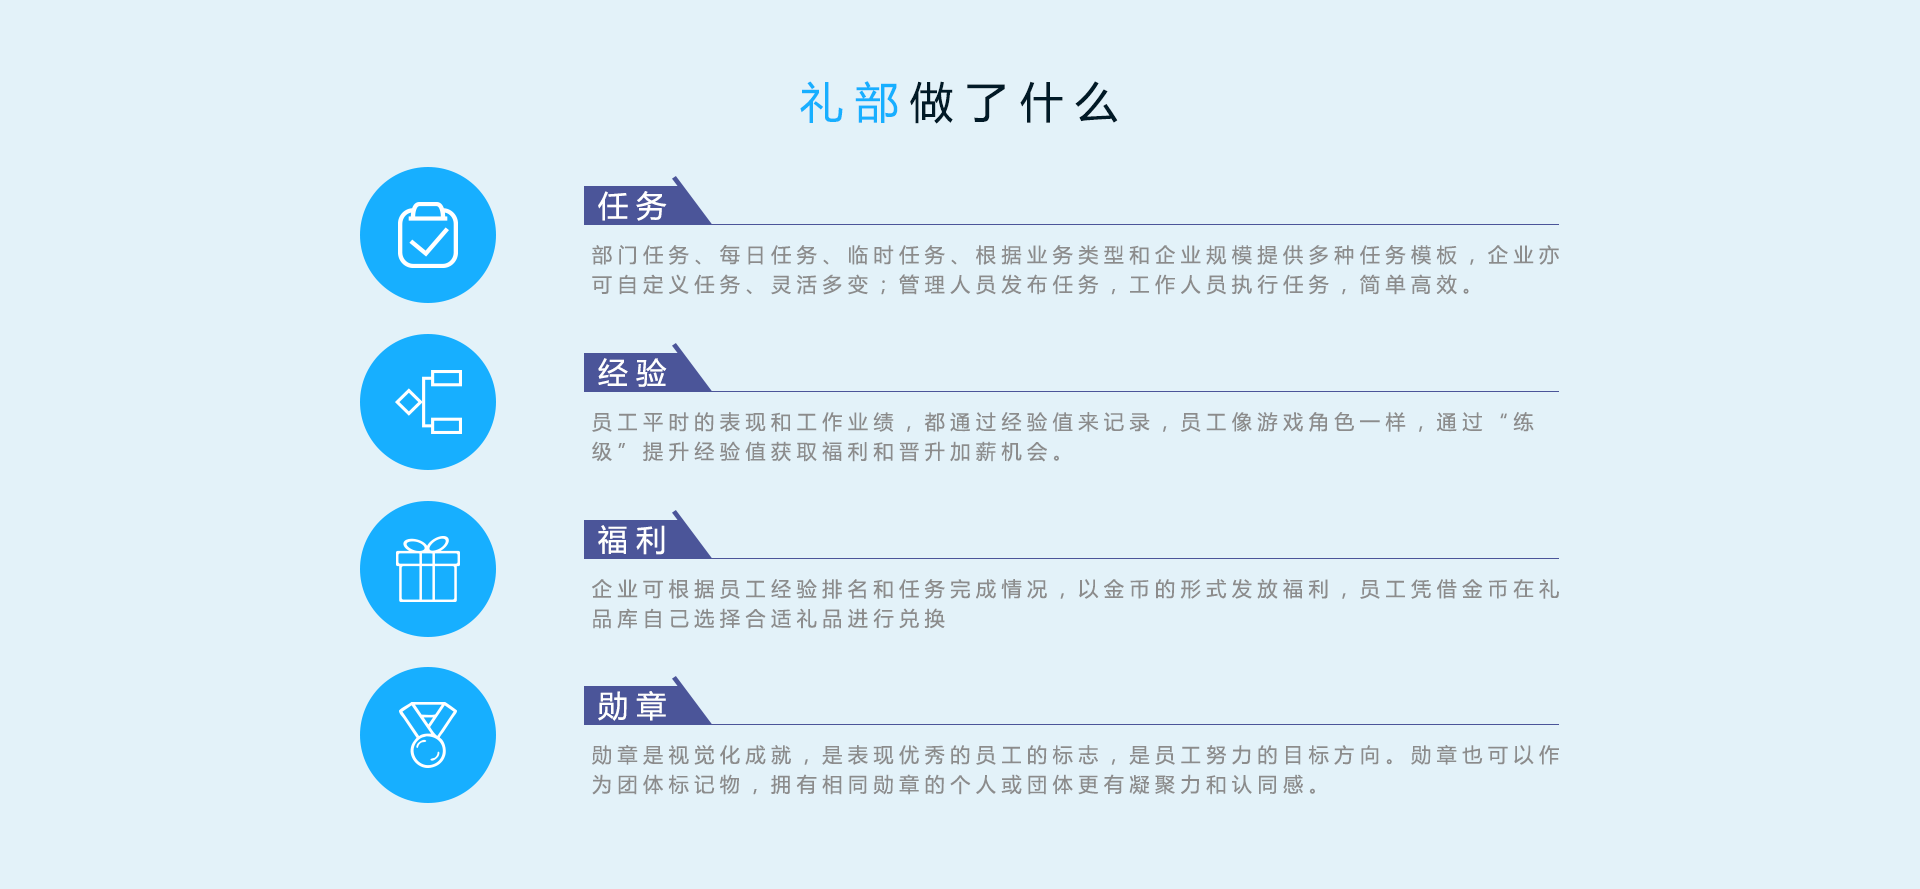 礼部做了什么
任务
部门任务、每日任务、临时任务、根据业务类型和企业规模提供多种任务模板，企业亦
可自定义任务、灵活多变；管理人员发布任务，工作人员执行任务，简单高效。
经验
员工平时的表现和工作业绩，都通过经验值来记录，员工像游戏角色一样，通过“练
级”提升经验值获取福利和晋升加薪机会。
福利
企业可根据员工经验排名和任务完成情况，以金币的形式发放福利，员工凭借金币在礼
品库自己选择合适礼品进行兑换
勋章
勋章是视觉化成就，是表现优秀的员工的标志，是员工努力的目标方向。勋章也可以作
为团体标记物，拥有相同勋章的个人或团体更有凝聚力和认同感。